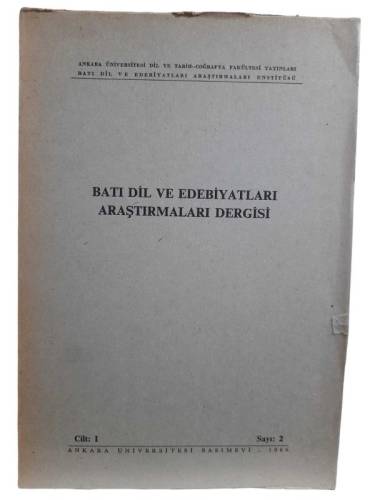 ANKARA ÜNİVERSİTESİ DİL VE TARİH-COĞRAFYA FAKÜLTESİ YAYINLARI
BATI DİL VE EDEBİYATLARI ARAŞTIRMALARI ENSTİTÜSÜ
BATI DİL VE EDEBİYATLARI
ARAŞTIRMALARI DERGİSİ
Cilt: I Sayı: 2
ANKARA ÜNİVERSİTESİ BASIMEVİ -